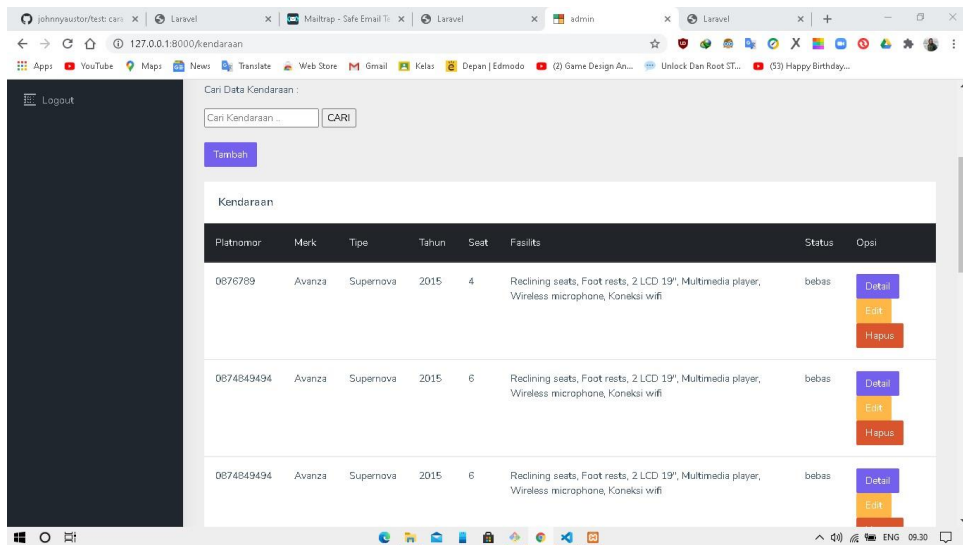 johnnyaustor/test: cara
Laravel
Mailtrap - Safe Email Te
Laravel
admin
Laravel
127.0.0.1:8000/kendaraan
Apps
YouTube
Maps
News
Translate
Web Store
Gmail
Kelas
Depan | Edmodo
(2) Game Design An...
Unlock Dan Root ST...
(53) Happy Birthday...
Logout
Cari Data Kendaraan :
Cari Kendaraan ..
CARI
Tambah
Kendaraan
Platnomor Merk Tipe Tahun Seat Fasilits Status Opsi
0876789 Avanza Supernova 2015 4 Reclining seats, Foot rests, 2 LCD 19", Multimedia player, bebas Detail
Wireless microphone, Koneksi wifi
Edit
Hapus
0874849494 Avanza Supernova 2015 6 Reclining seats, Foot rests, 2 LCD 19", Multimedia player, bebas Detail
Wireless microphone, Koneksi wifi
Edit
Hapus
0874849494 Avanza Supernova 2015 6 Reclining seats, Foot rests, 2 LCD 19", Multimedia player, bebas Detail
Wireless microphone, Koneksi wifi
Edit
ENG 09.30